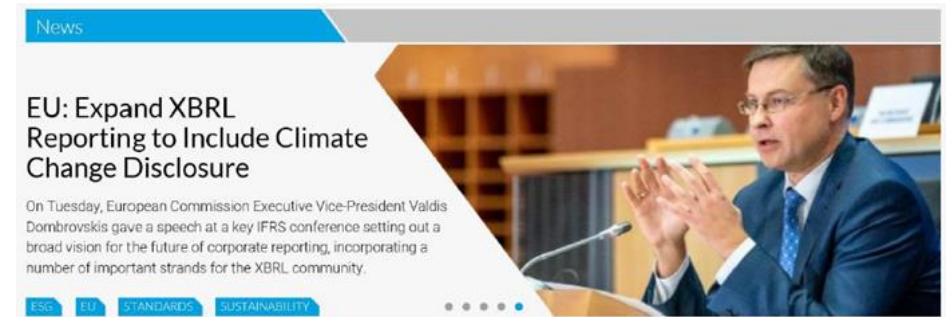 News
EU: Expand XBRL
Reporting to Include Climate
Change Disclosure
On Tuesday, European Commission Executive Vice-President Valdis
Dombrovskis gave a speech at a key IFRS conference setting out a
broad vision for the future of corporate reporting, incorporating a
number of important strands for the XBRL community.
ESG EU STANDARDS SUSTAINABILITY